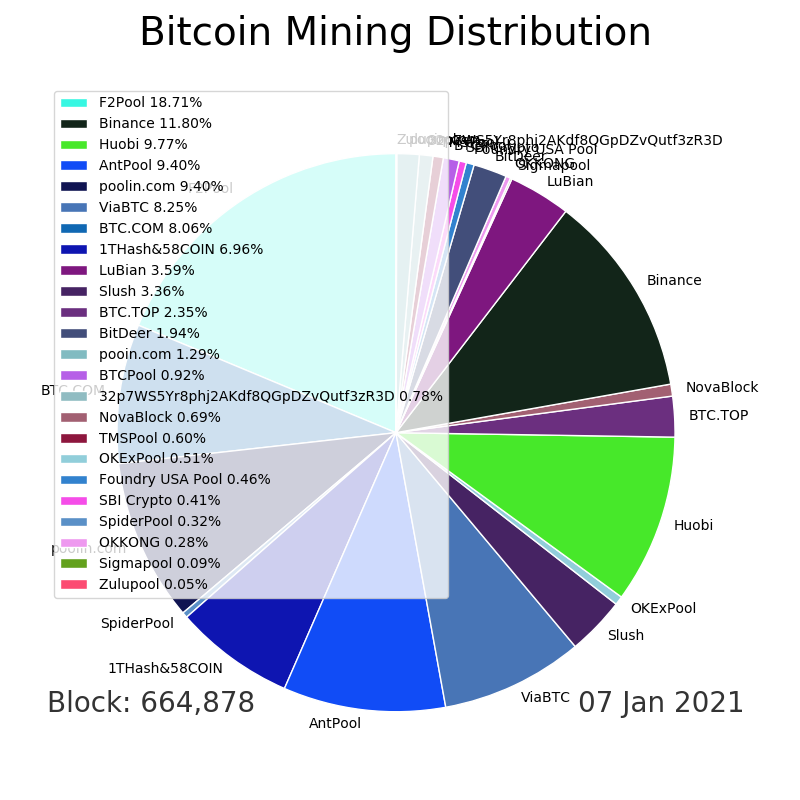 Bitcoin Mining Distribution
F2Pool 18.71%
Binance 11.80%
Huobi 9.77%
AntPool 9.40%
poolin.com 9.40%
ViaBTC 8.25%
BTC.COM 8.06%
1THash&58COIN 6.96%
LuBian 3.59%
Slush 3.36%
BTC.TOP 2.35%
BitDeer 1.94%
pooin.com 1.29%
BTCPool 0.92%
32p7WS5Yr8phj2AKdf8QGpDZvQutf3zR3D 0.78%
NovaBlock 0.69%
TMSPool 0.60%
OKExPool 0.51%
Foundry USA Pool 0.46%
SBI Crypto 0.41%
SpiderPool 0.32%
OKKONG 0.28%
Sigmapool 0.09%
Zulupool 0.05%
Foundry USA Pool
BitDeer
OKKONG
Sigmapool
LuBian
Binance
NovaBlock
BTC.TOP
Huobi
OKExPool
Slush
ViaBTC
AntPool
1THash&58COIN
SpiderPool
poolin.com
BTC.COM
Block: 664,878
07 Jan 2021